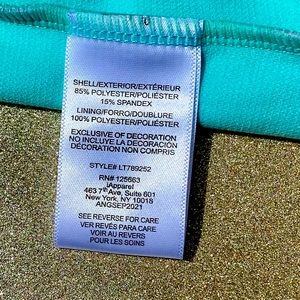 SHELL/EXTERIOR/EXTÉRIEUR
85% POLYESTER/POLIÉSTER
15% SPANDEX
LINING/FORRO/DOUBLURE
100% POLYESTER/POLIÉSTER
EXCLUSIVE OF DECORATION
NO INCLUYE LA DECORACIÓN
DÉCORATION NON COMPRIS
STYLE# LT789252
RN# 125663
iApparel
463 7th Ave, Suite 601
New York, NY 10018
ANGSEP2021
SEE REVERSE FOR CARE
VER REVÉS PARA CARE
VOIR AU REVERS
POUR LES SOINS